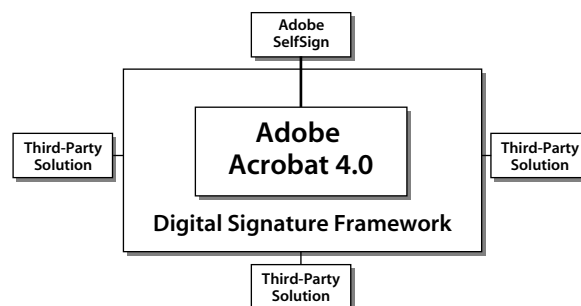 Adobe
SelfSign
Adobe
Acrobat 4.0
Third-Party
Solution
Third-Party
Solution
Digital Signature Framework
Third-Party
Solution